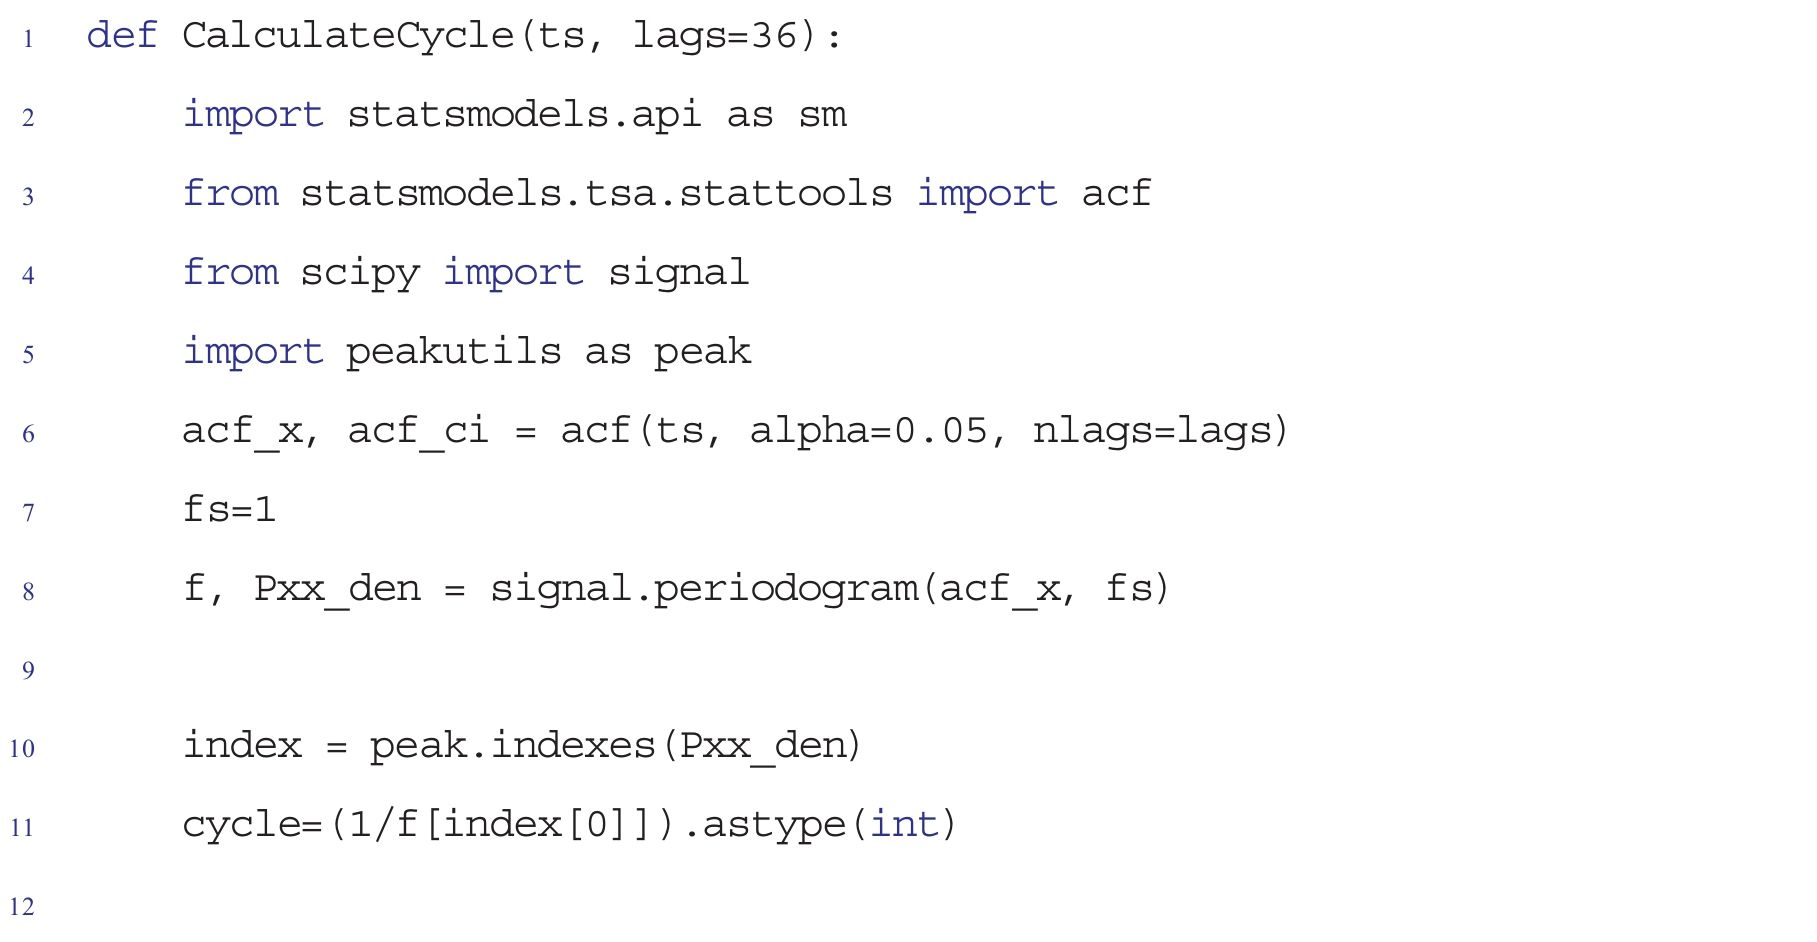 1 def CalculateCycle(ts, lags=36):
2     import statsmodels.api as sm
3     from statsmodels.tsa.stattools import acf
4     from scipy import signal
5     import peakutils as peak
6     acf_x, acf_ci = acf(ts, alpha=0.05, nlags=lags)
7     fs=1
8     f, Pxx_den = signal.periodogram(acf_x, fs)
9
10     index = peak.indexes(Pxx_den)
11     cycle=(1/f[index[0]]).astype(int)
12